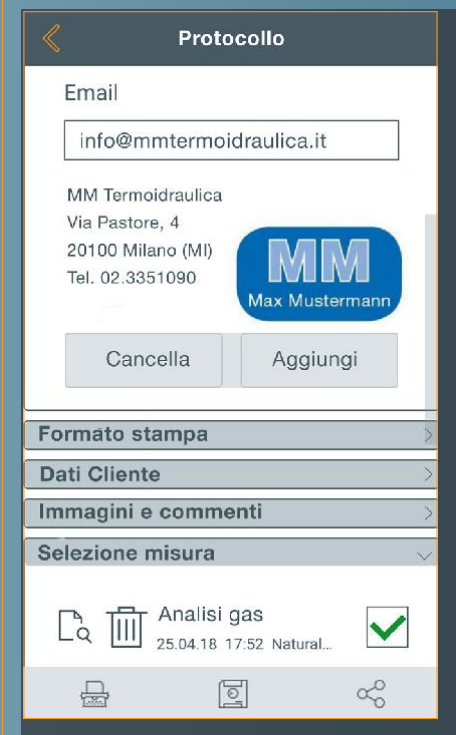 Protocollo
Email
info@mmtermoidraulica.it
MM Termoidraulica
Via Pastore, 4
20100 Milano (MI)
Tel. 02.3351090
MM
Max Mustermann
Cancella
Aggiungi
Formato stampa
Dati Cliente
Immagini e commenti
Selezione misura
Analisi gas
25.04.18 17:52 Natural...